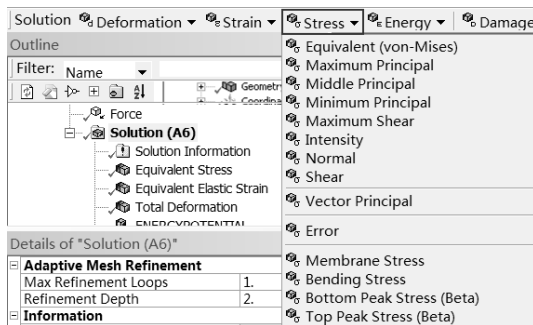 Solution Deformation Strain Stress Energy Damage
Outline
Filter: Name
Geometr
Coordina
Force
Solution (A6)
Solution Information
Equivalent Stress
Equivalent Elastic Strain
Total Deformation
ENERGYPOTENTIAL
Details of "Solution (A6)"
Adaptive Mesh Refinement
Max Refinement Loops 1.
Refinement Depth 2.
Information
Equivalent (von-Mises)
Maximum Principal
Middle Principal
Minimum Principal
Maximum Shear
Intensity
Normal
Shear
Vector Principal
Error
Membrane Stress
Bending Stress
Bottom Peak Stress (Beta)
Top Peak Stress (Beta)